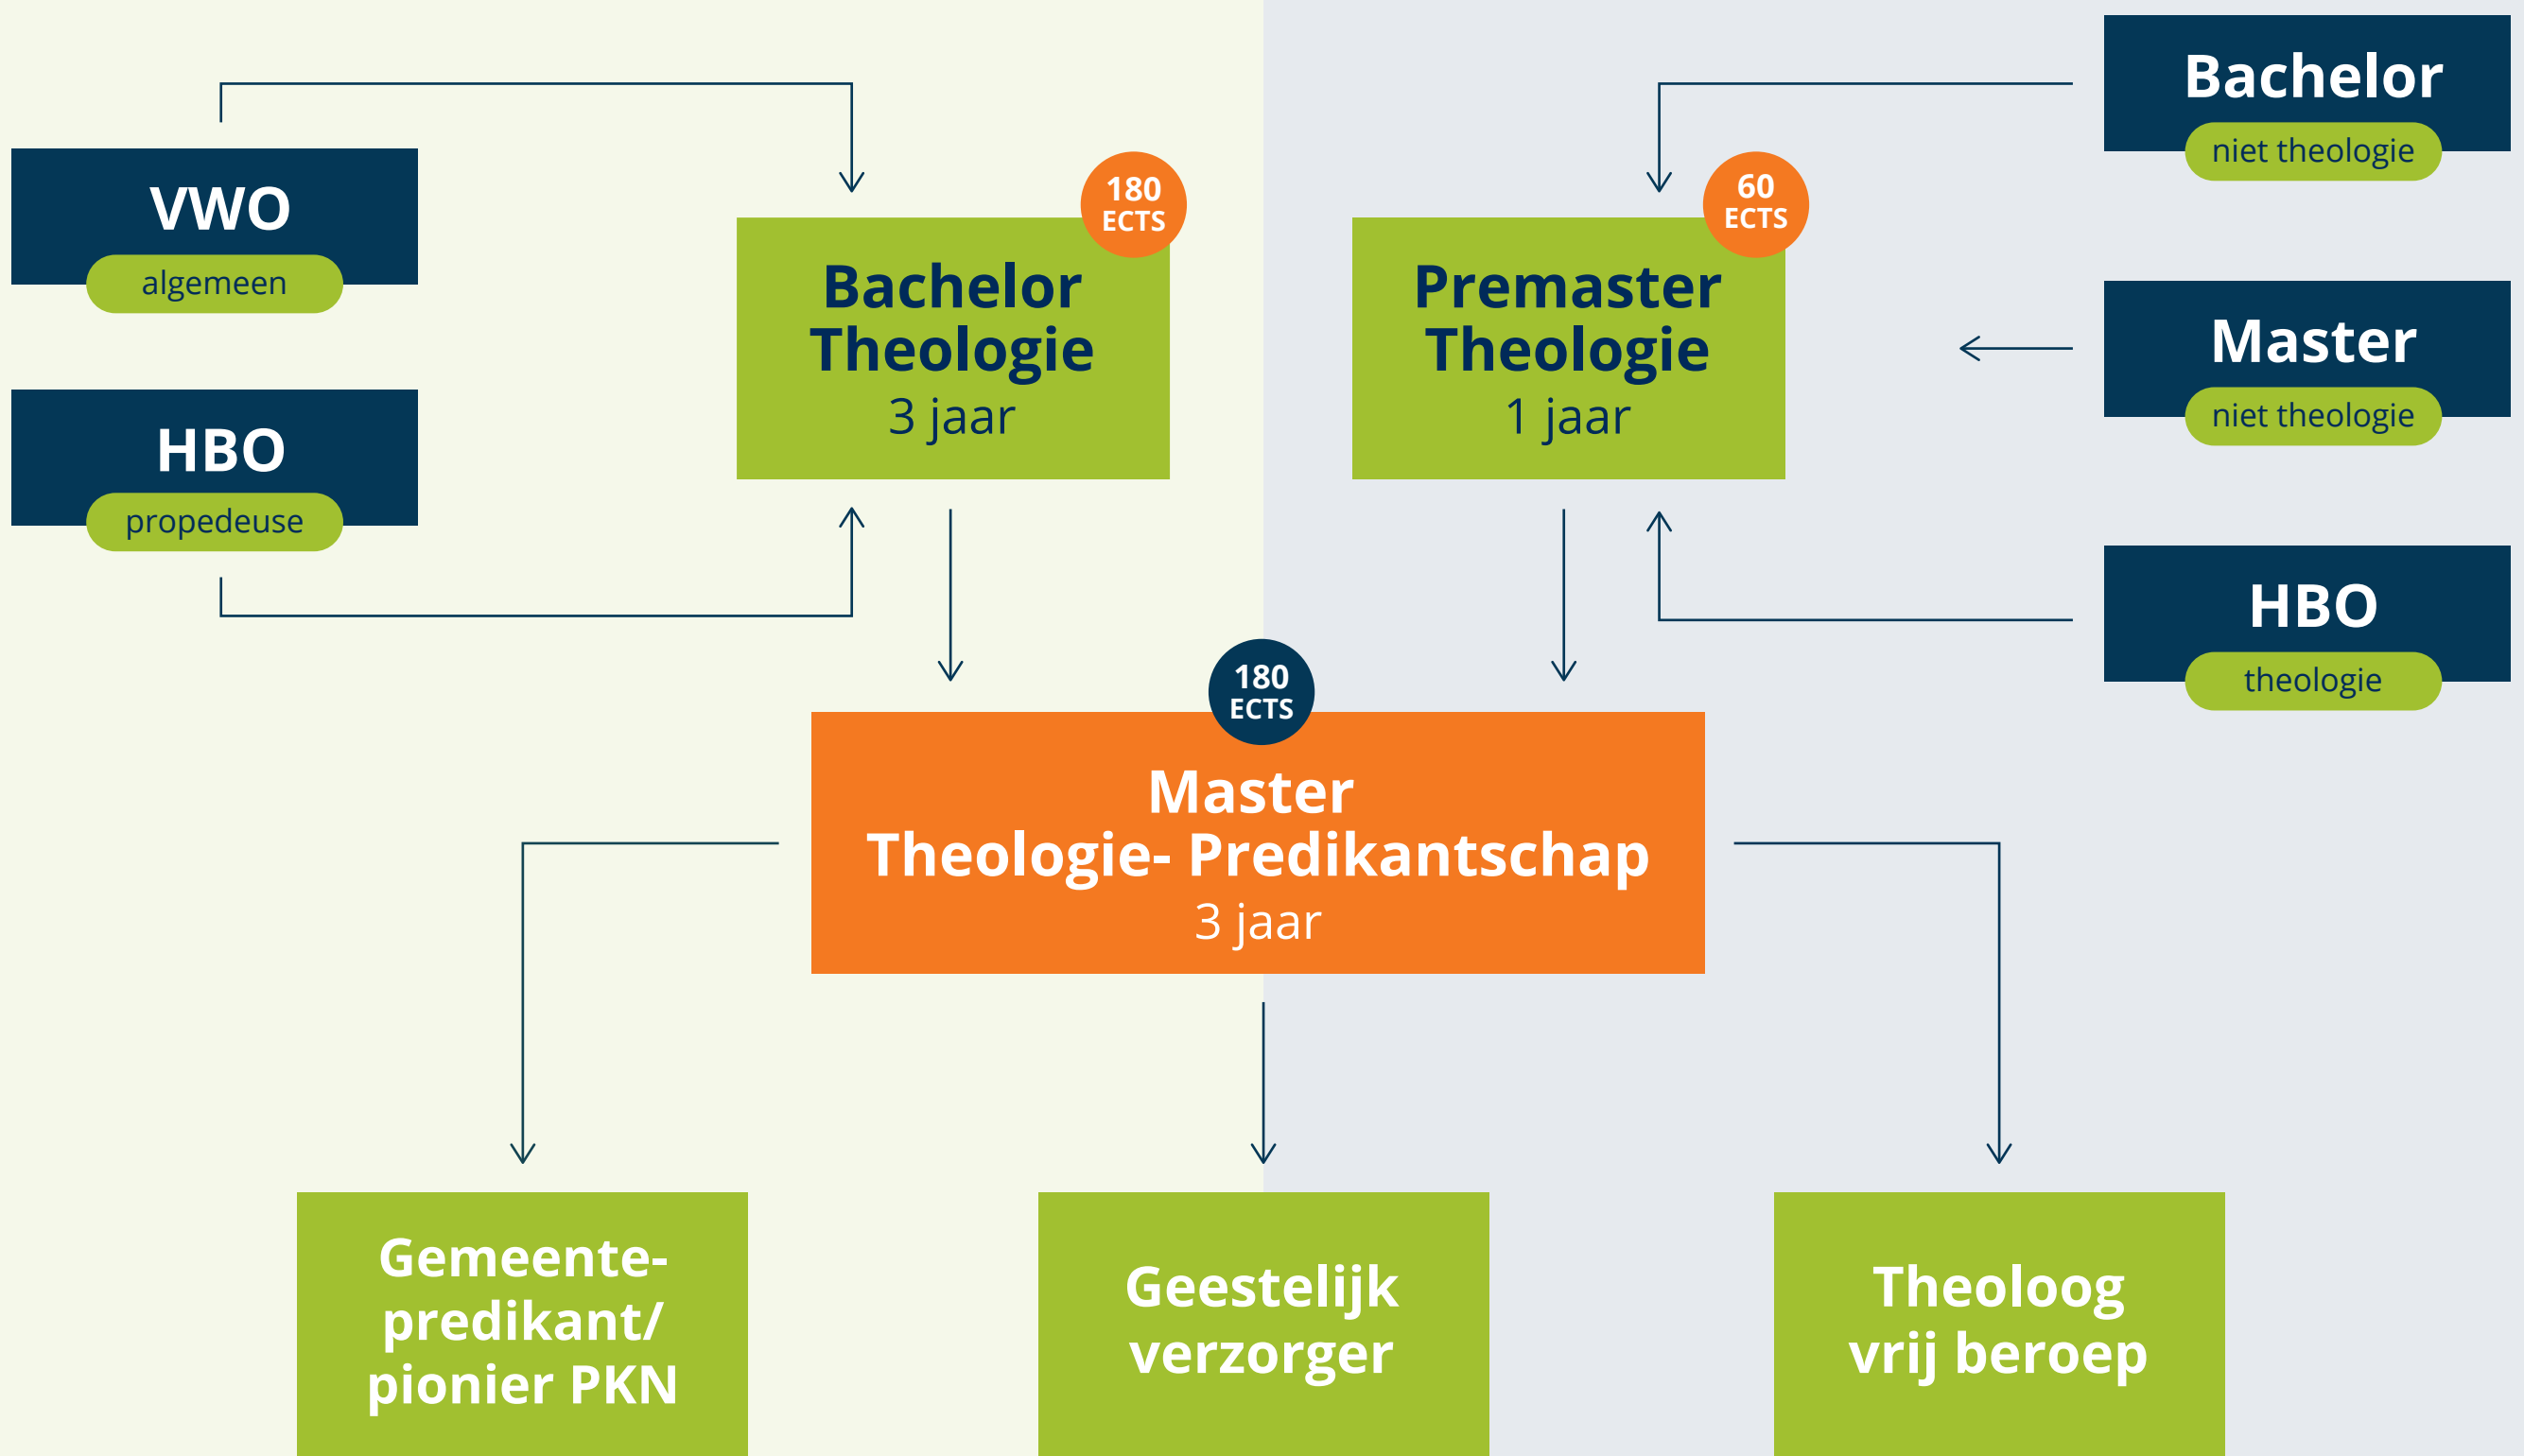 VWO
algemeen
HBO
propedeuse
180
ECTS
Bachelor
Theologie
3 jaar
60
ECTS
Premaster
Theologie
1 jaar
Bachelor
niet theologie
Master
niet theologie
HBO
theologie
180
ECTS
Master
Theologie- Predikantschap
3 jaar
Gemeente-
predikant/
pionier PKN
Geestelijk
verzorger
Theoloog
vrij beroep